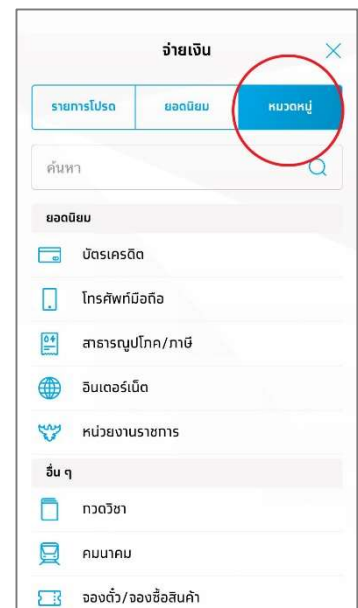 จ่ายเงิน
รายการโปรด ยอดนิยม หมวดหมู่
ค้นหา
ยอดนิยม
บัตรเครดิต
โทรศัพท์มือถือ
สาธารณูปโภค/ภาษี
อินเตอร์เน็ต
หน่วยงานราชการ
อื่น ๆ
กวดวิชา
คมนาคม
จองตั๋ว/จองซื้อสินค้า